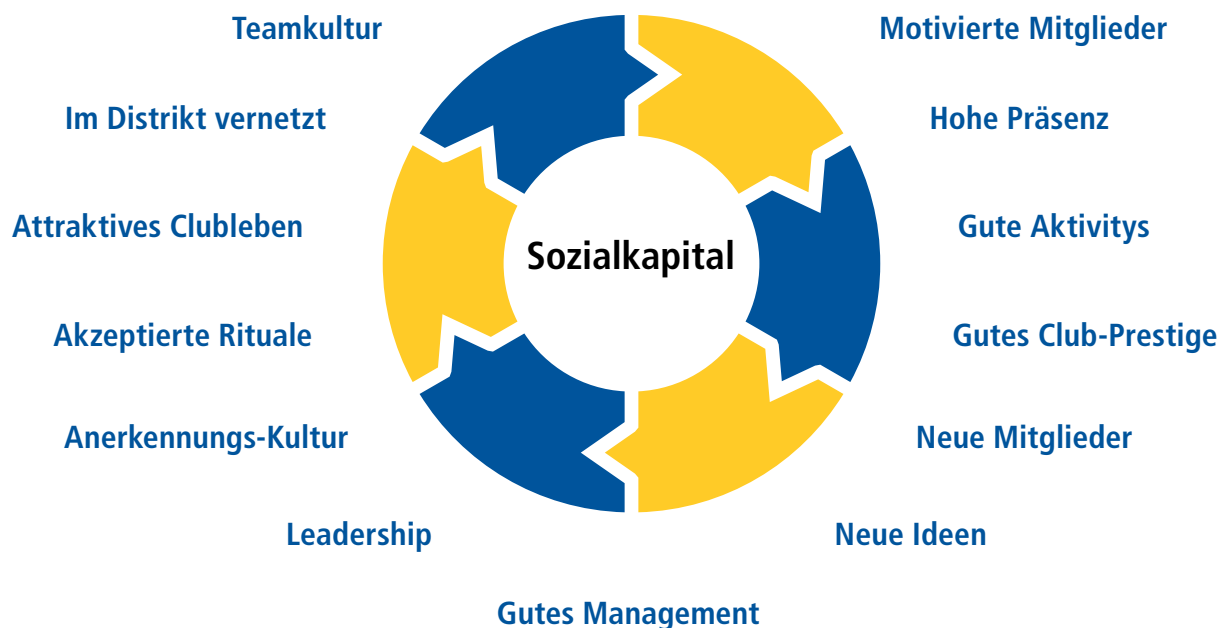 Teamkultur
Motivierte Mitglieder
Im Distrikt vernetzt
Hohe Präsenz
Attraktives Clubleben
Gute Aktivitys
Sozialkapital
Akzeptierte Rituale
Gutes Club-Prestige
Anerkennungs-Kultur
Neue Mitglieder
Leadership
Neue Ideen
Gutes Management